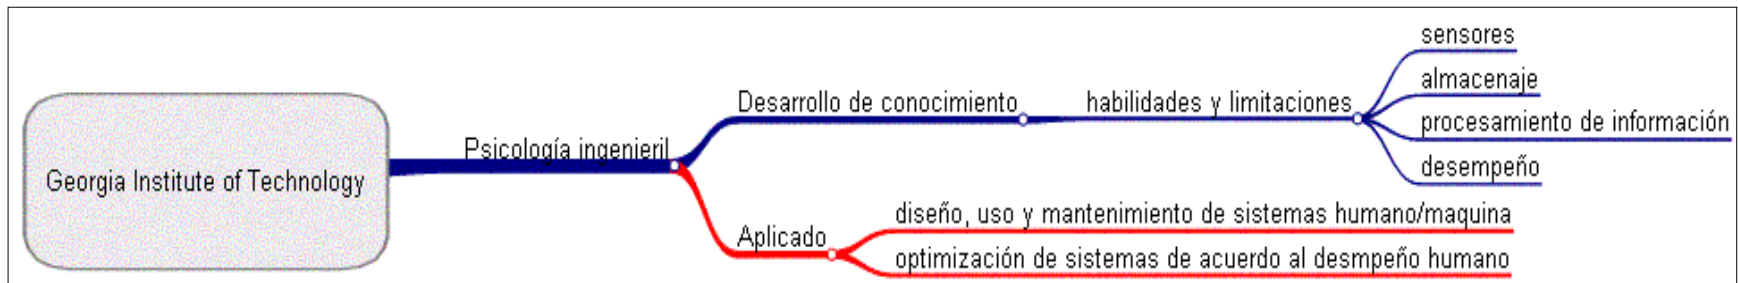 Georgia Institute of Technology
Psicología ingenieril
Desarrollo de conocimiento
habilidades y limitaciones
sensores
almacenaje
procesamiento de información
desempeño
Aplicado
diseño, uso y mantenimiento de sistemas humano/maquina
optimización de sistemas de acuerdo al desmpeño humano